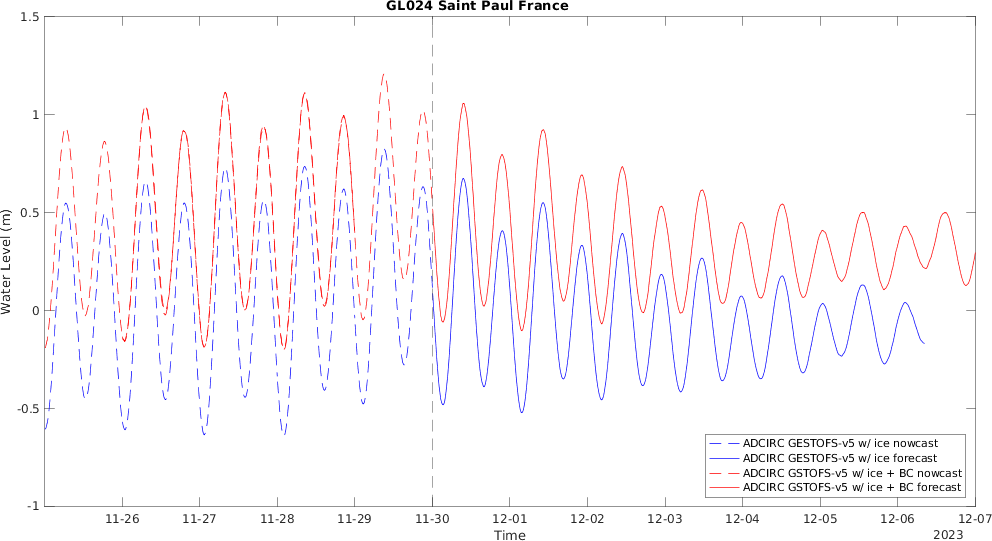 GL024 Saint Paul France
Water Level (m)
1.5
1
0.5
0
-0.5
-1
11-26
11-27
11-28
11-29
11-30
12-01
12-02
12-03
12-04
12-05
12-06
12-07
Time
2023
ADCIRC GESTOFS-v5 w/ ice nowcast
ADCIRC GESTOFS-v5 w/ ice forecast
ADCIRC GSTOFS-v5 w/ ice + BC nowcast
ADCIRC GSTOFS-v5 w/ ice + BC forecast